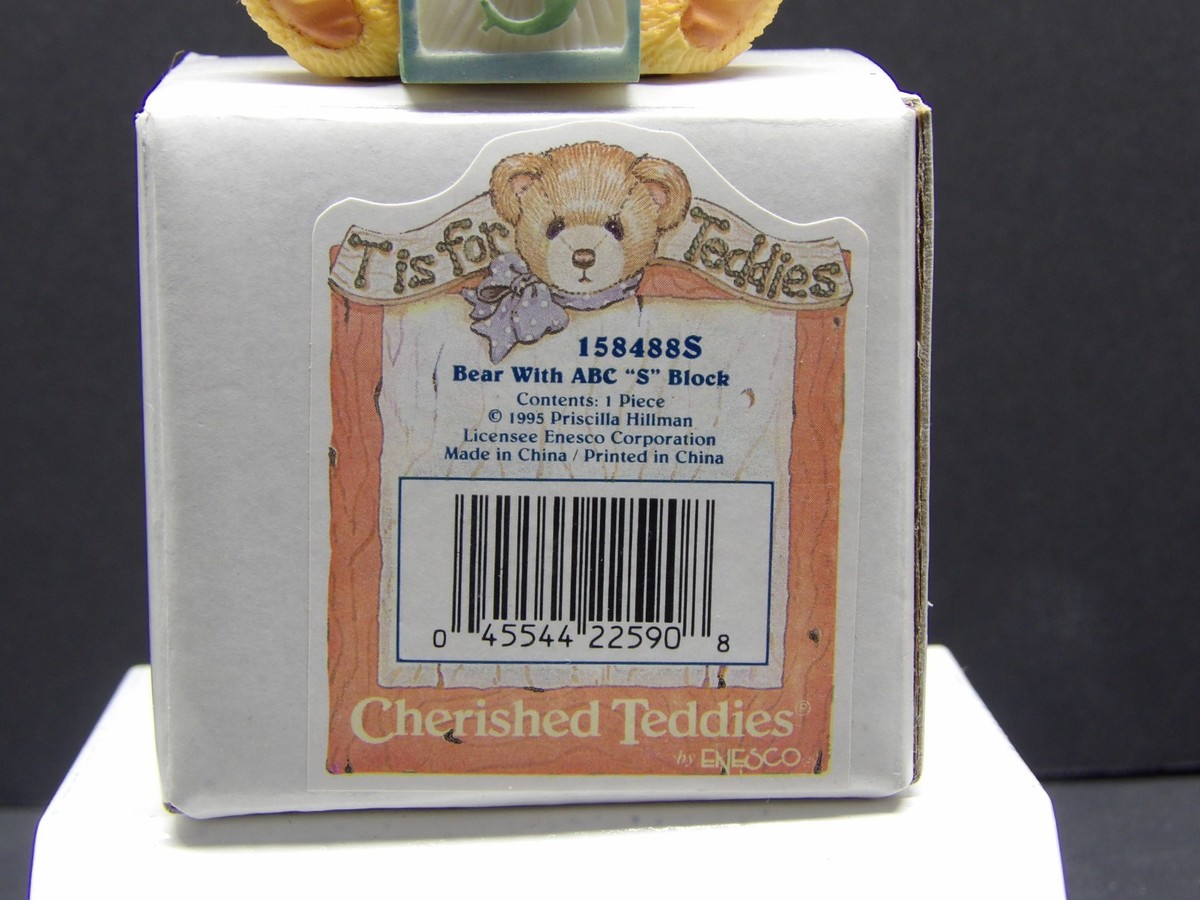 S
T is for Teddies
158488S
Bear With ABC “S” Block
Contents: 1 Piece
© 1995 Priscilla Hillman
Licensee Enesco Corporation
Made in China / Printed in China
0 45544 22590 8
Cherished Teddies®
by ENESCO